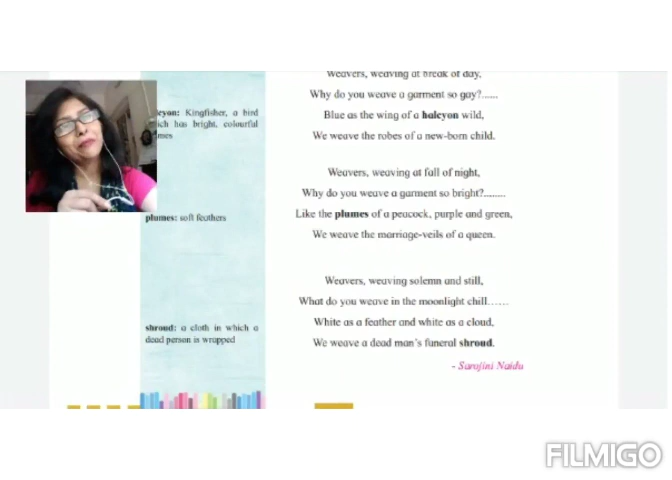 Weavers, weaving at break of day,
Why do you weave a garment so gay?......
Blue as the wing of a halcyon wild,
We weave the robes of a new-born child.
Weavers, weaving at fall of night,
Why do you weave a garment so bright?........
Like the plumes of a peacock, purple and green,
We weave the marriage-veils of a queen.
Weavers, weaving solemn and still,
What do you weave in the moonlight chill......
White as a feather and white as a cloud,
We weave a dead man's funeral shroud.
- Sarojini Naidu
Kingfisher, a bird
has bright, colourful
plumes: soft feathers
shroud: a cloth in which a
dead person is wrapped
FILMIGO